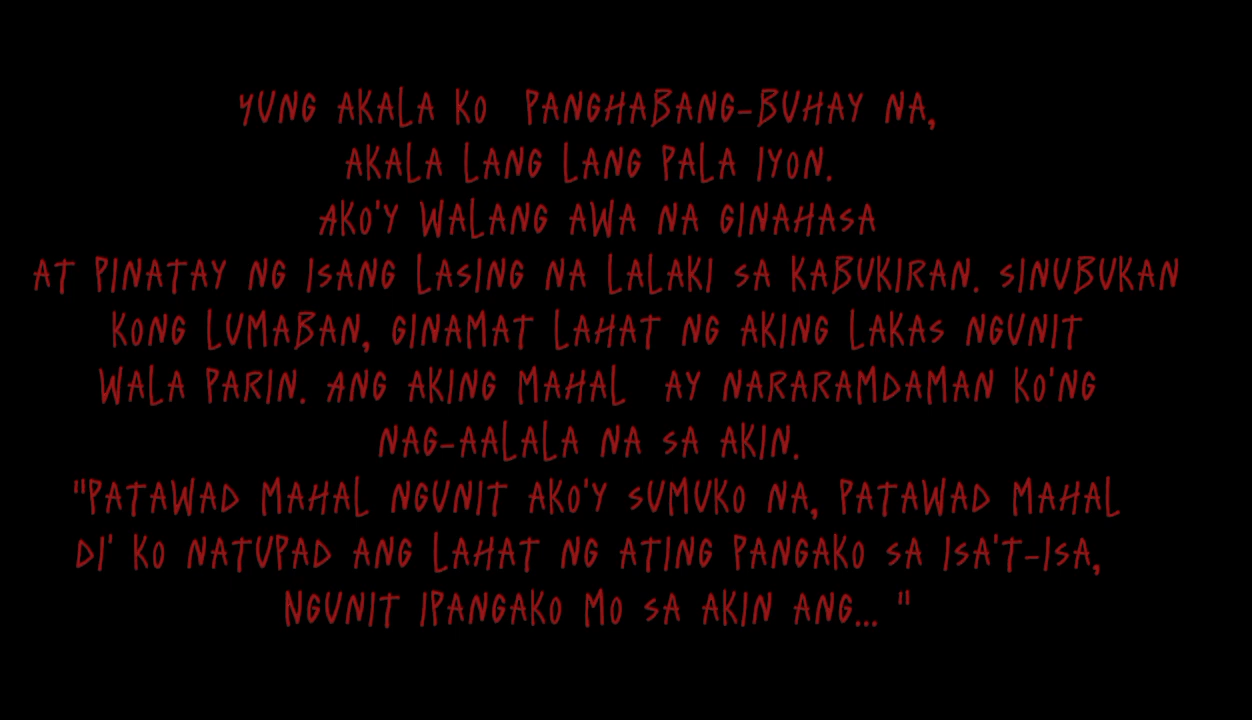 YUNG AKALA KO PANGHABANG-BUHAY NA,
AKALA LANG LANG PALA IYON.
AKO'Y WALANG AWA NA GINAHASA
AT PINATAY NG ISANG LASING NA LALAKI SA KABUKIRAN. SINUBUKAN
KONG LUMABAN, GINAMAT LAHAT NG AKING LAKAS NGUNIT
WALA PARIN. ANG AKING MAHAL AY NARARAMDAMAN KO'NG
NAG-AALALA NA SA AKIN.
"PATAWAD MAHAL NGUNIT AKO'Y SUMUKO NA, PATAWAD MAHAL
DI' KO NATUPAD ANG LAHAT NG ATING PANGAKO SA ISA'T-ISA,
NGUNIT IPANGAKO MO SA AKIN ANG... "